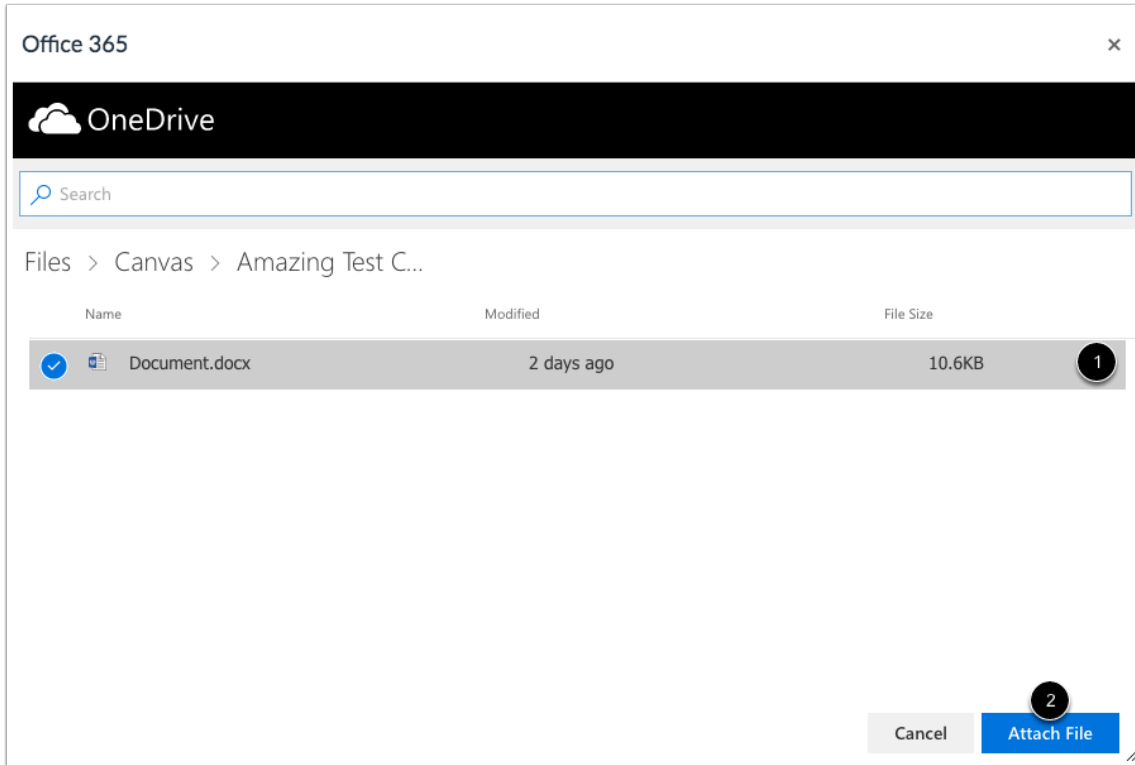 Office 365 ×
OneDrive
Search
Files > Canvas > Amazing Test C...
Name Modified File Size
Document.docx 2 days ago 10.6KB 1
2
Cancel Attach File